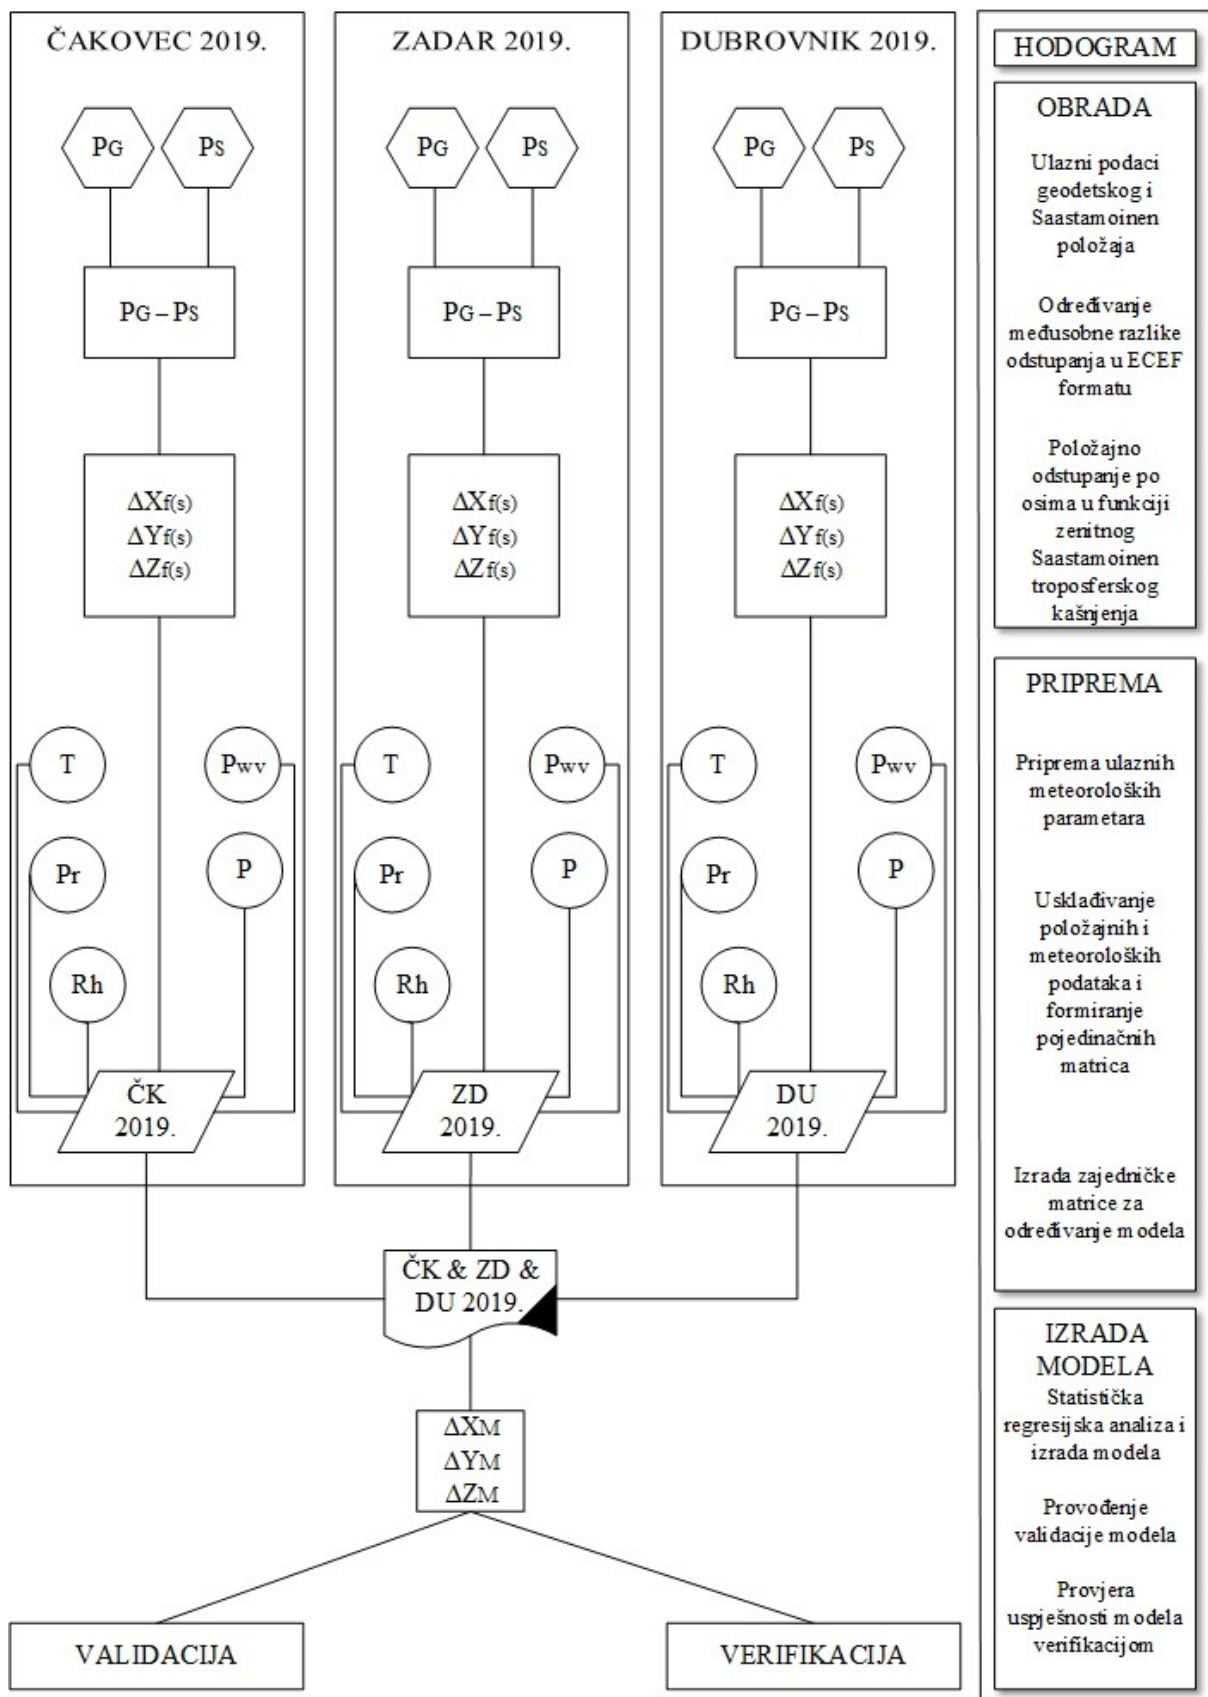 ČAKOVEC 2019.
PG
PS
PG – PS
ΔXf(s)
ΔYf(s)
ΔZf(s)
T
Pwv
Pr
P
Rh
ČK
2019.
ZADAR 2019.
PG
PS
PG – PS
ΔXf(s)
ΔYf(s)
ΔZf(s)
T
Pwv
Pr
P
Rh
ZD
2019.
DUBROVNIK 2019.
PG
PS
PG – PS
ΔXf(s)
ΔYf(s)
ΔZf(s)
T
Pwv
Pr
P
Rh
DU
2019.
ČK & ZD &
DU 2019.
ΔXM
ΔYM
ΔZM
VALIDACIJA
VERIFIKACIJA
HODOGRAM
OBRADA
Ulazni podaci
geodetskog i
Saastamoinen
položaja
Određivanje
međusobne razlike
odstupanja u ECEF
formatu
Položajno
odstupanje po
osima u funkciji
zenitnog
Saastamoinen
troposferskog
kašnjenja
PRIPREMA
Priprema ulaznih
meteoroloških
parametara
Usklađivanje
položajnih i
meteoroloških
podataka i
formiranje
pojedinačnih
matrica
Izrada zajedničke
matrice za
određivanje modela
IZRADA
MODELA
Statistička
regresijska analiza i
izrada modela
Provođenje
validacije modela
Provjera
uspješnosti modela
verifikacijom